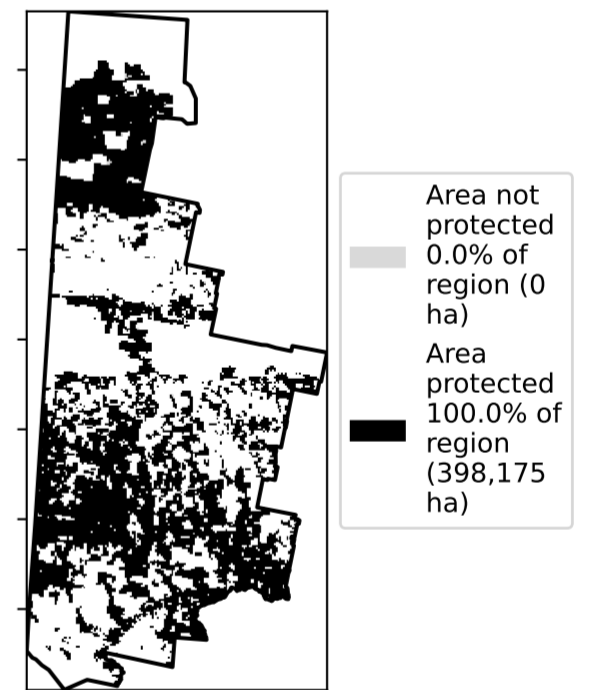 Area not
protected
0.0% of
region (0
ha)
Area
protected
100.0% of
region
(398,175
ha)